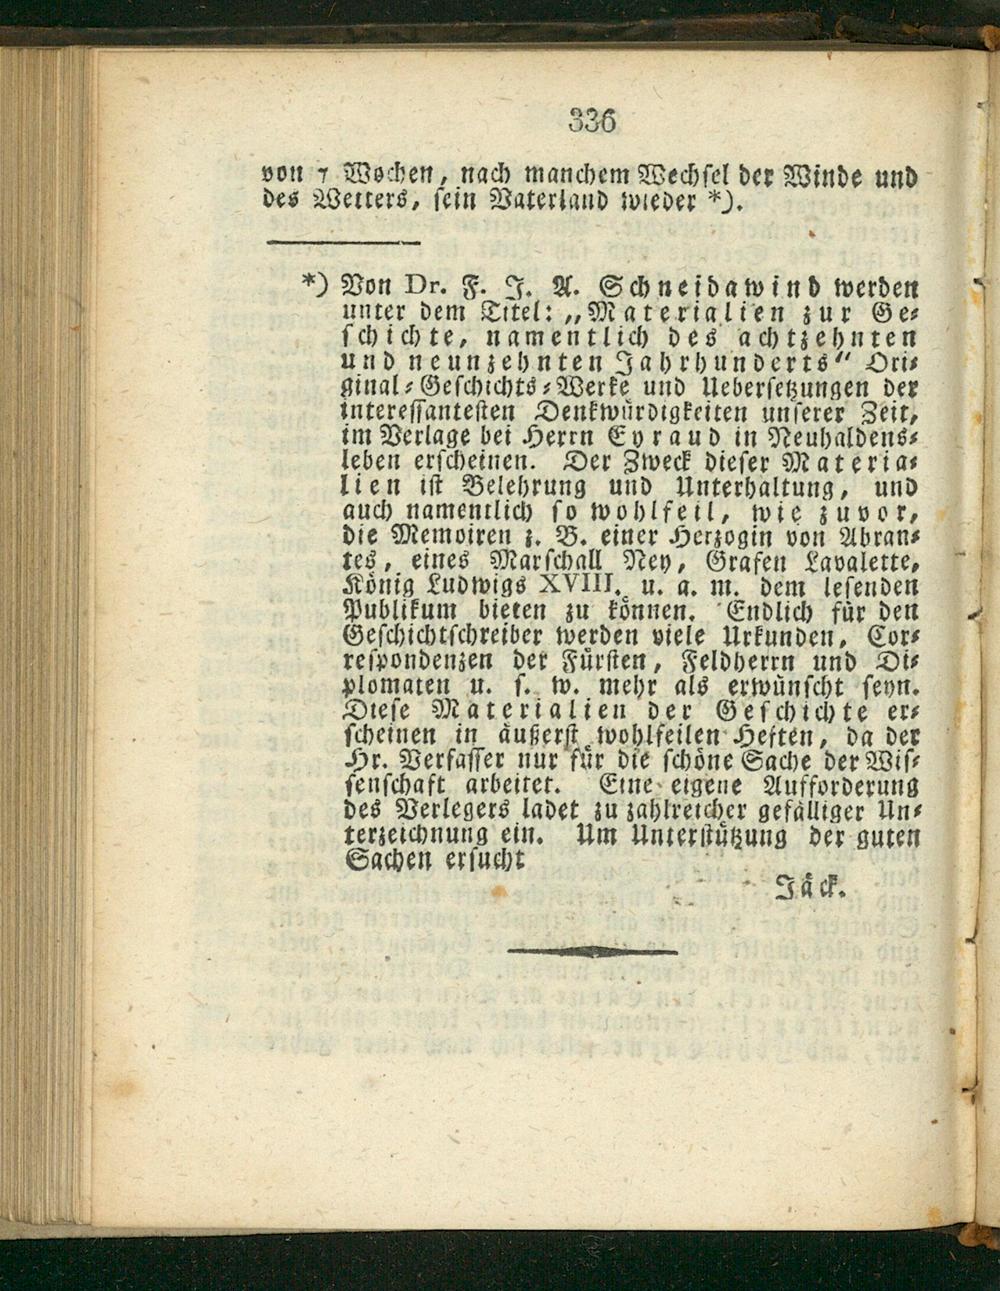 336
von 7 Wochen, nach manchem Wechsel der Winde und
des Wetters, sein Vaterland wieder *).
*) Von Dr. F. J. A. Schneidawind werden
unter dem Titel: „Materialien zur Ge-
schichte, namentlich des achtzehnten
und neunzehnten Jahrhunderts“ Ori-
ginal-Geschichts-Werke und Uebersetzungen der
interessantesten Denkwürdigkeiten unserer Zeit,
im Verlage bei Herrn Eyraud in Neuhaldens-
leben erscheinen. Der Zweck dieser Materia-
lien ist Belehrung und Unterhaltung, und
auch namentlich so wohlfeil, wie zuvor,
die Memoiren z. B. einer Herzogin von Abran-
tes, eines Marschall Ney, Grafen Lavalette,
König Ludwigs XVIII. u. a. m. dem lesenden
Publikum bieten zu können. Endlich für den
Geschichtschreiber werden viele Urkunden, Cor-
respondenzen der Fürsten, Feldherrn und Di-
plomaten u. s. w. mehr als erwünscht seyn.
Diese Materialien der Geschichte er-
scheinen in äußerst wohlfeilen Heften, da der
Hr. Verfasser nur für die schöne Sache der Wis-
senschaft arbeitet. Eine eigene Aufforderung
des Verlegers ladet zu zahlreicher gefälliger Un-
terzeichnung ein. Um Unterstützung der guten
Sachen ersucht
Jäck.